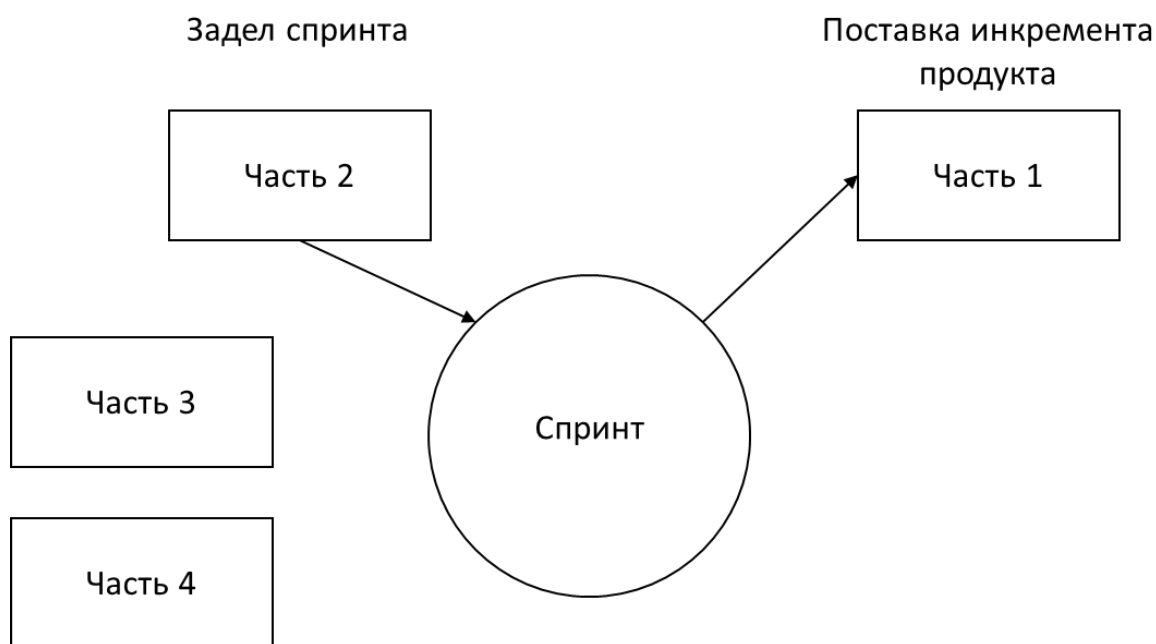 Задел спринта
Поставка инкремента
продукта
Часть 2
Часть 1
Часть 3
Спринт
Часть 4